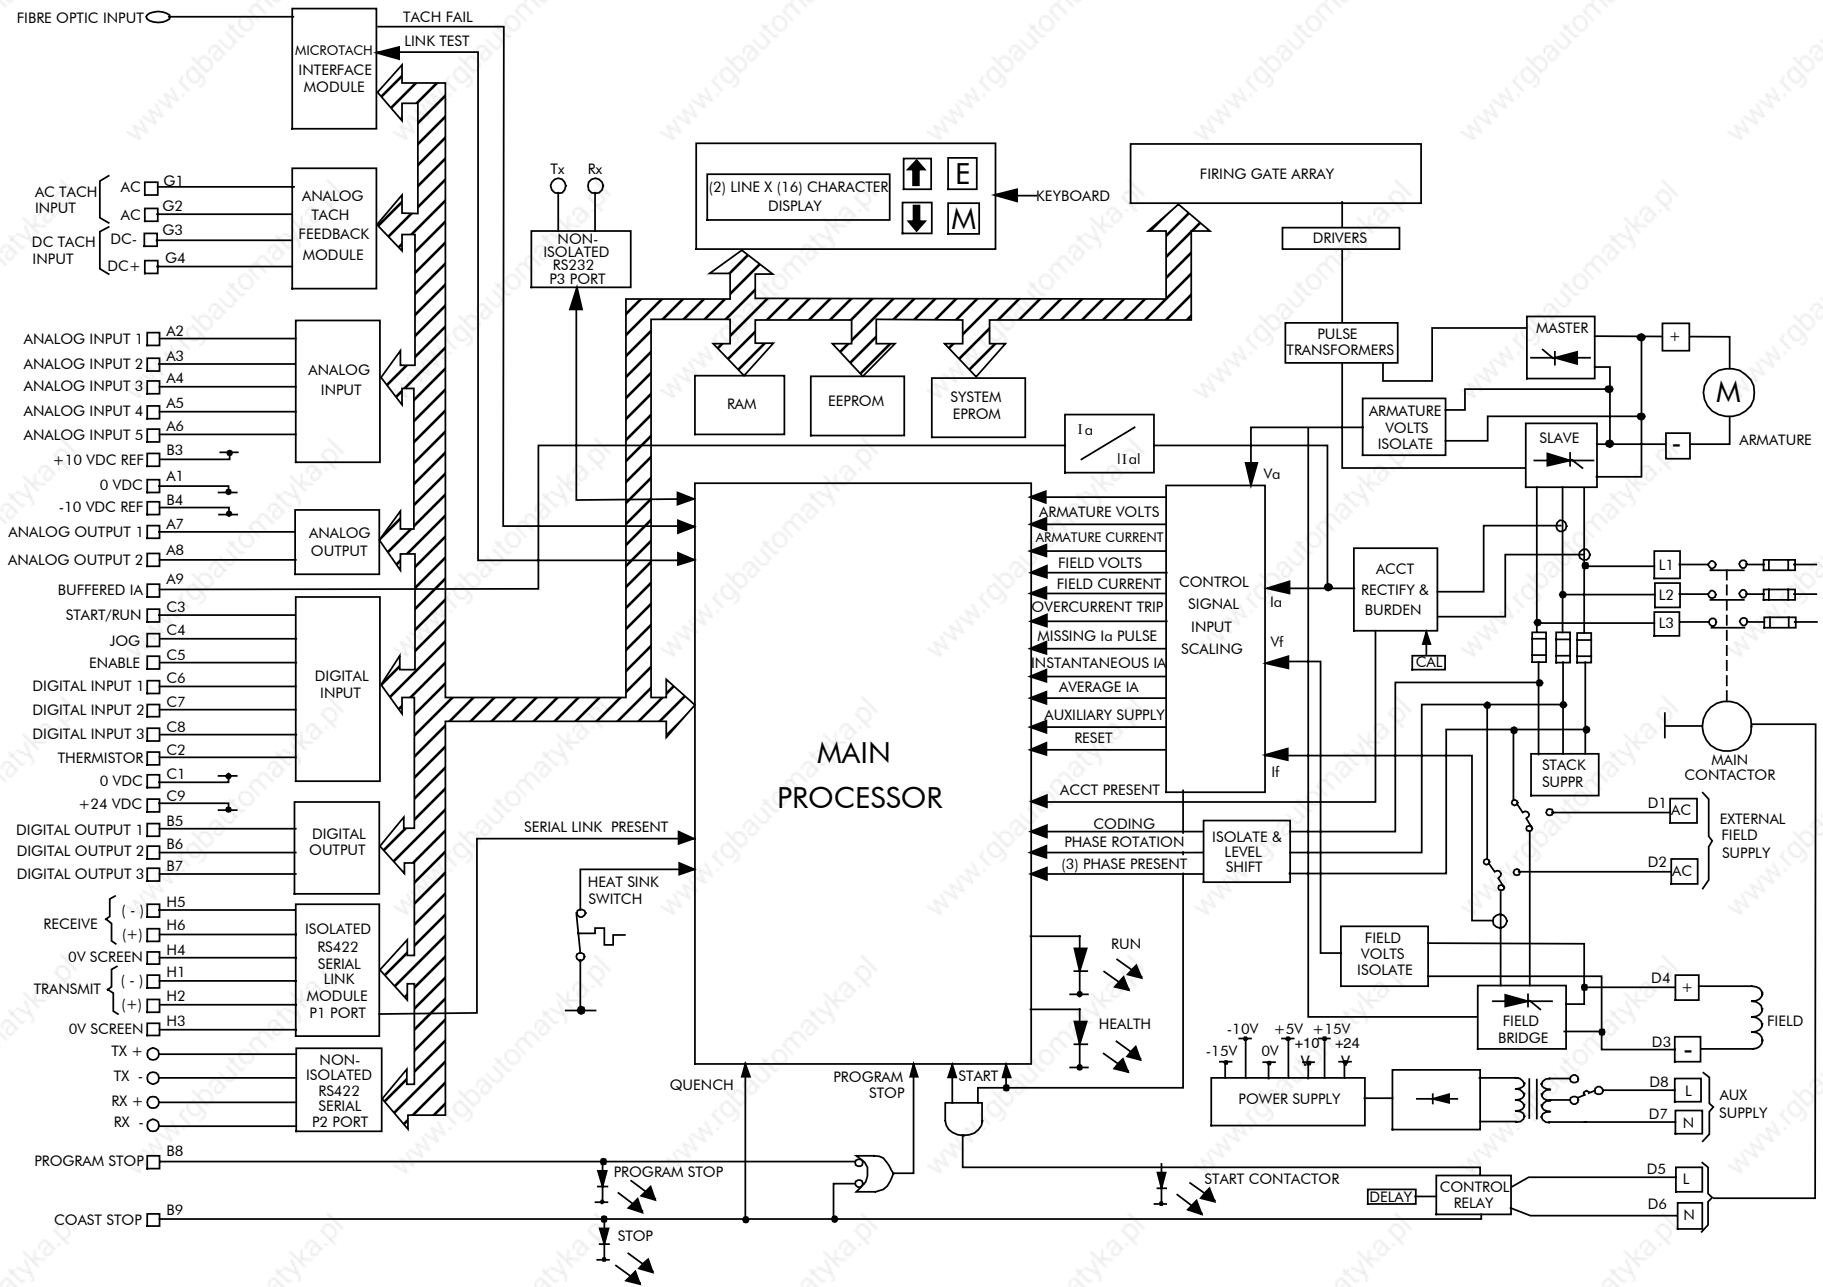 FIBRE OPTIC INPUT
MICROTACH
INTERFACE
MODULE
TACH FAIL
LINK TEST
AC TACH
INPUT
AC
G1
AC
G2
DC TACH
INPUT
DC-
G3
DC+
G4
ANALOG
TACH
FEEDBACK
MODULE
ANALOG INPUT 1
A2
ANALOG INPUT 2
A3
ANALOG INPUT 3
A4
ANALOG INPUT 4
A5
ANALOG INPUT 5
A6
ANALOG
INPUT
+10 VDC REF
B3
0 VDC
A1
-10 VDC REF
B4
ANALOG OUTPUT 1
A7
ANALOG OUTPUT 2
A8
ANALOG
OUTPUT
BUFFERED IA
A9
START/RUN
C3
JOG
C4
ENABLE
C5
DIGITAL INPUT 1
C6
DIGITAL INPUT 2
C7
DIGITAL INPUT 3
C8
THERMISTOR
C2
DIGITAL
INPUT
0 VDC
C1
+24 VDC
C9
DIGITAL OUTPUT 1
B5
DIGITAL OUTPUT 2
B6
DIGITAL OUTPUT 3
B7
DIGITAL
OUTPUT
RECEIVE
(-)
H5
(+)
H6
0V SCREEN
H4
TRANSMIT
(-)
H1
(+)
H2
0V SCREEN
H3
ISOLATED
RS422
SERIAL
LINK
MODULE
P1 PORT
TX +
TX -
RX +
RX -
NON-
ISOLATED
RS422
SERIAL
P2 PORT
PROGRAM STOP
B8
COAST STOP
B9
Tx
Rx
NON-
ISOLATED
RS232
P3 PORT
(2) LINE X (16) CHARACTER
DISPLAY
E
M
KEYBOARD
FIRING GATE ARRAY
DRIVERS
PULSE
TRANSFORMERS
RAM
EEPROM
SYSTEM
EPROM
Ia
|Ia|
MASTER
ARMATURE
VOLTS
ISOLATE
SLAVE
+
M
-
ARMATURE
MAIN
PROCESSOR
ARMATURE VOLTS
ARMATURE CURRENT
FIELD VOLTS
FIELD CURRENT
OVERCURRENT TRIP
MISSING Ia PULSE
INSTANTANEOUS IA
AVERAGE IA
AUXILIARY SUPPLY
RESET
ACCT PRESENT
CODING
PHASE ROTATION
(3) PHASE PRESENT
CONTROL
SIGNAL
INPUT
SCALING
Va
Ia
Vf
If
ACCT
RECTIFY &
BURDEN
CAL
L1
L2
L3
MAIN
CONTACTOR
STACK
SUPPR
ISOLATE &
LEVEL
SHIFT
D1
AC
D2
AC
EXTERNAL
FIELD
SUPPLY
SERIAL LINK PRESENT
HEAT SINK
SWITCH
RUN
HEALTH
FIELD
VOLTS
ISOLATE
FIELD
BRIDGE
D4
+
D3
-
FIELD
-15V
-10V
0V
+5V
+10
V
+15V
+24
V
POWER SUPPLY
D8
L
D7
N
AUX
SUPPLY
QUENCH
PROGRAM
STOP
START
PROGRAM STOP
STOP
START CONTACTOR
DELAY
CONTROL
RELAY
D5
L
D6
N
www.rgbautomatyka.pl